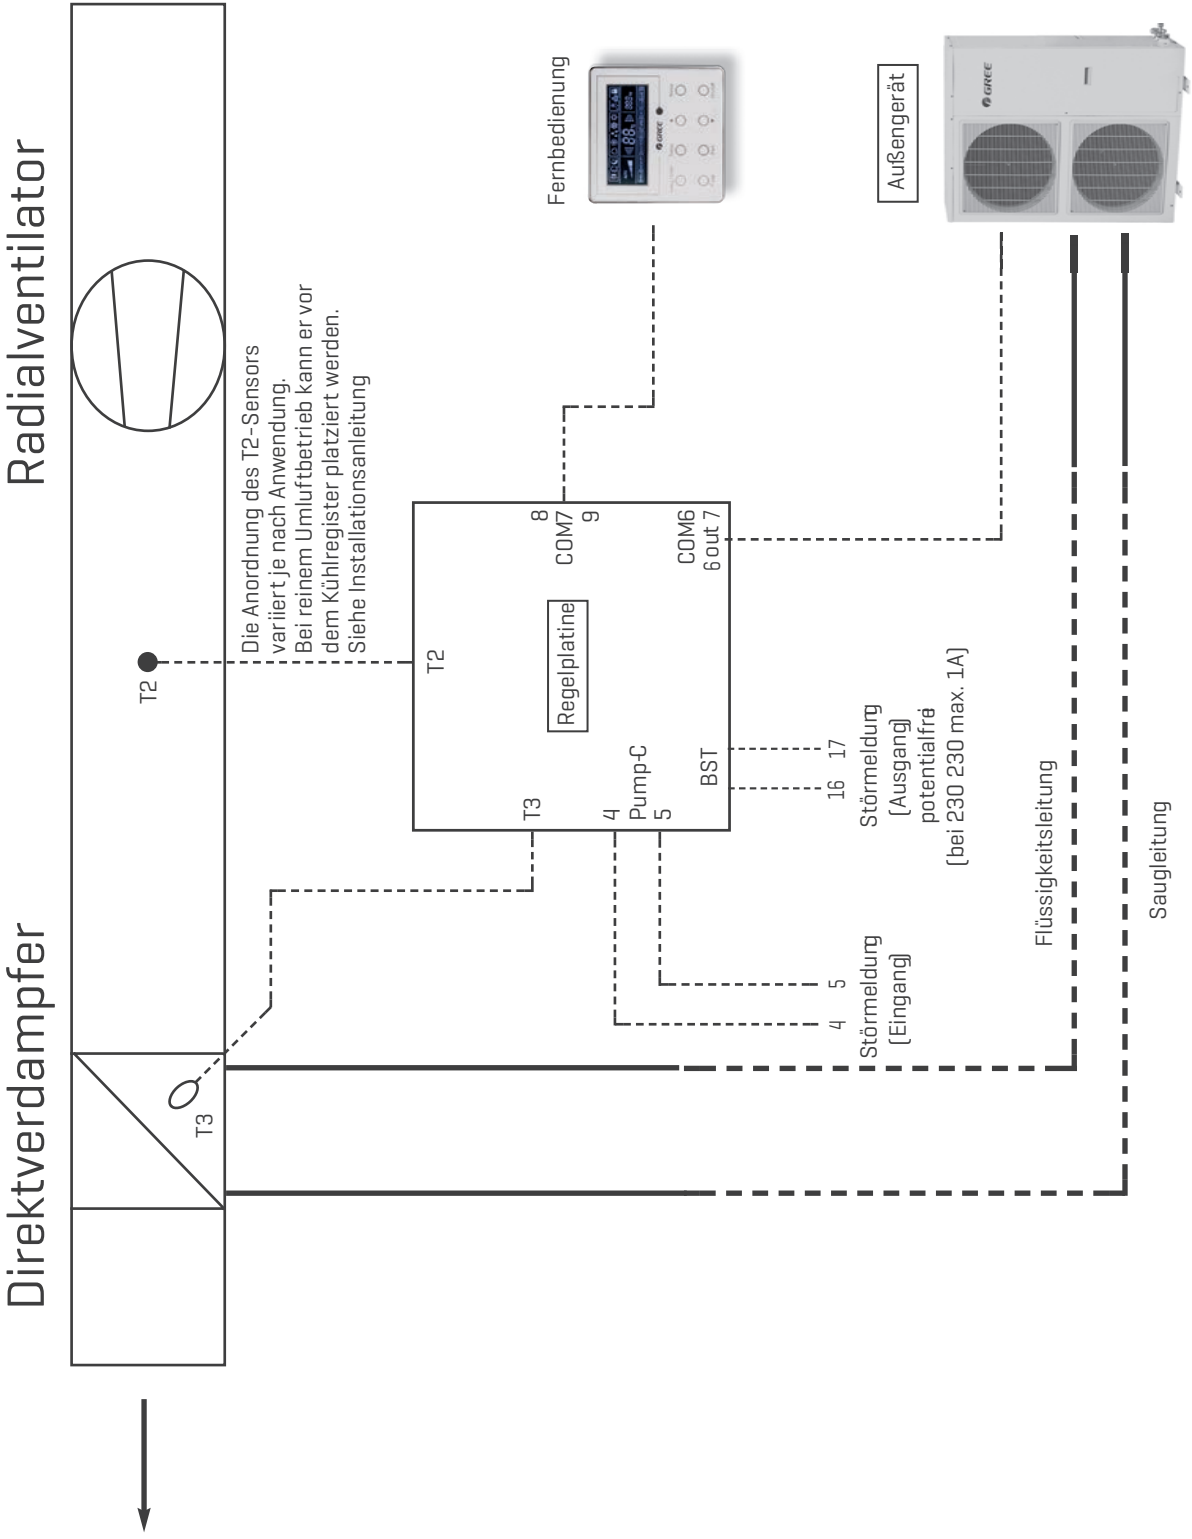 Direktverdampfer
Radialventilator
T3
T2
Die Anordnung des T2-Sensors
variiert je nach Anwendung.
Bei reinem Umluftbetrieb kann er vor
dem Kühlregister platziert werden.
Siehe Installationsanleitung
T2
T3
4
Pump-C
5
Regelplatine
8
COM7
9
BST
COM6
6 out 7
Fernbedienung
GREE
4
5
Störmeldung
(Eingang)
16
17
Störmeldung
(Ausgang)
potentialfrei
(bei 230 230 max. 1A)
Außengerät
GREE
Flüssigkeitsleitung
Saugleitung